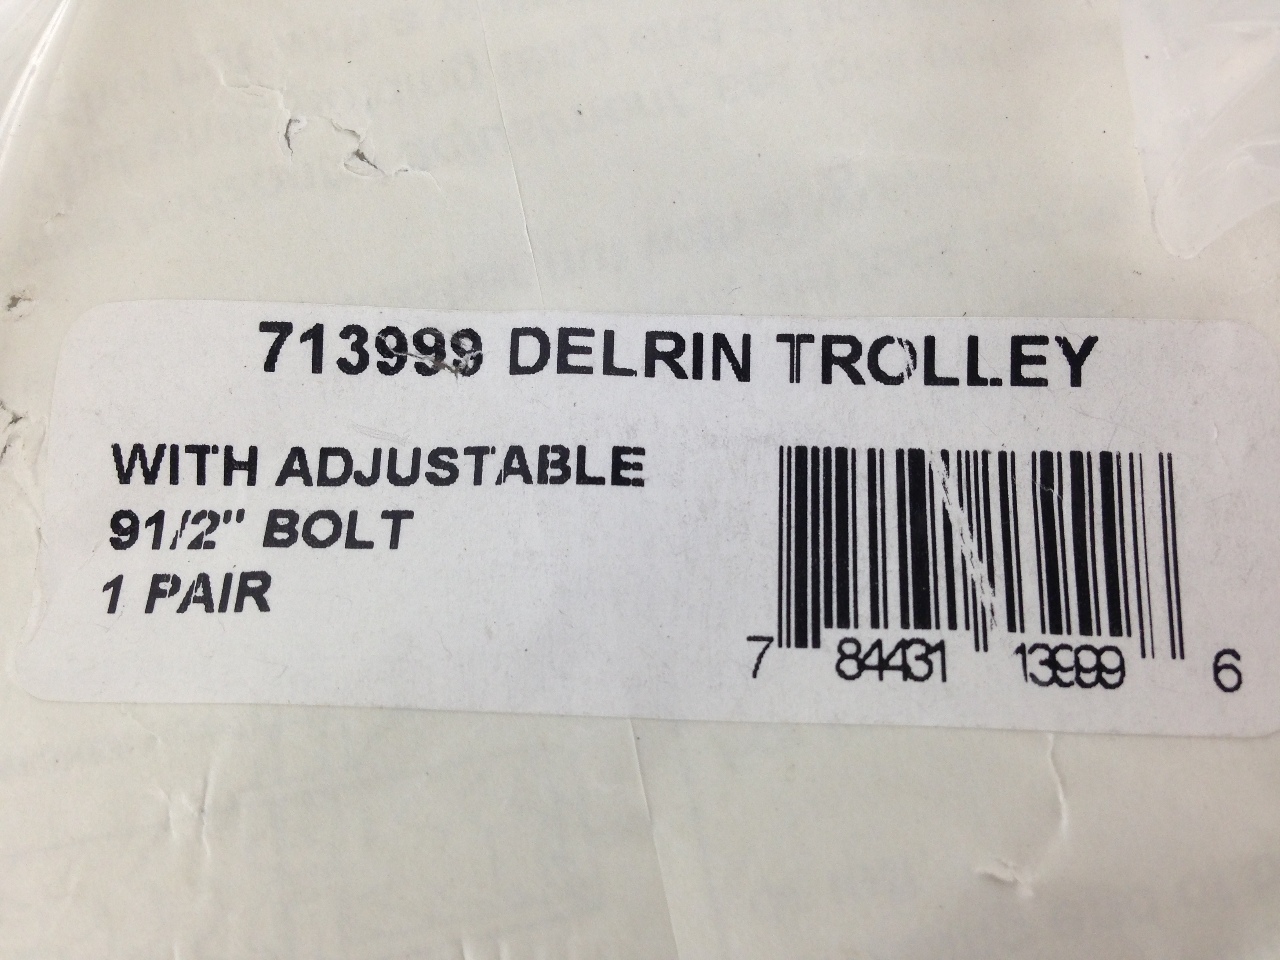 713999 DELRIN TROLLEY
WITH ADJUSTABLE
91/2" BOLT
1 PAIR
7 84431 13999 6